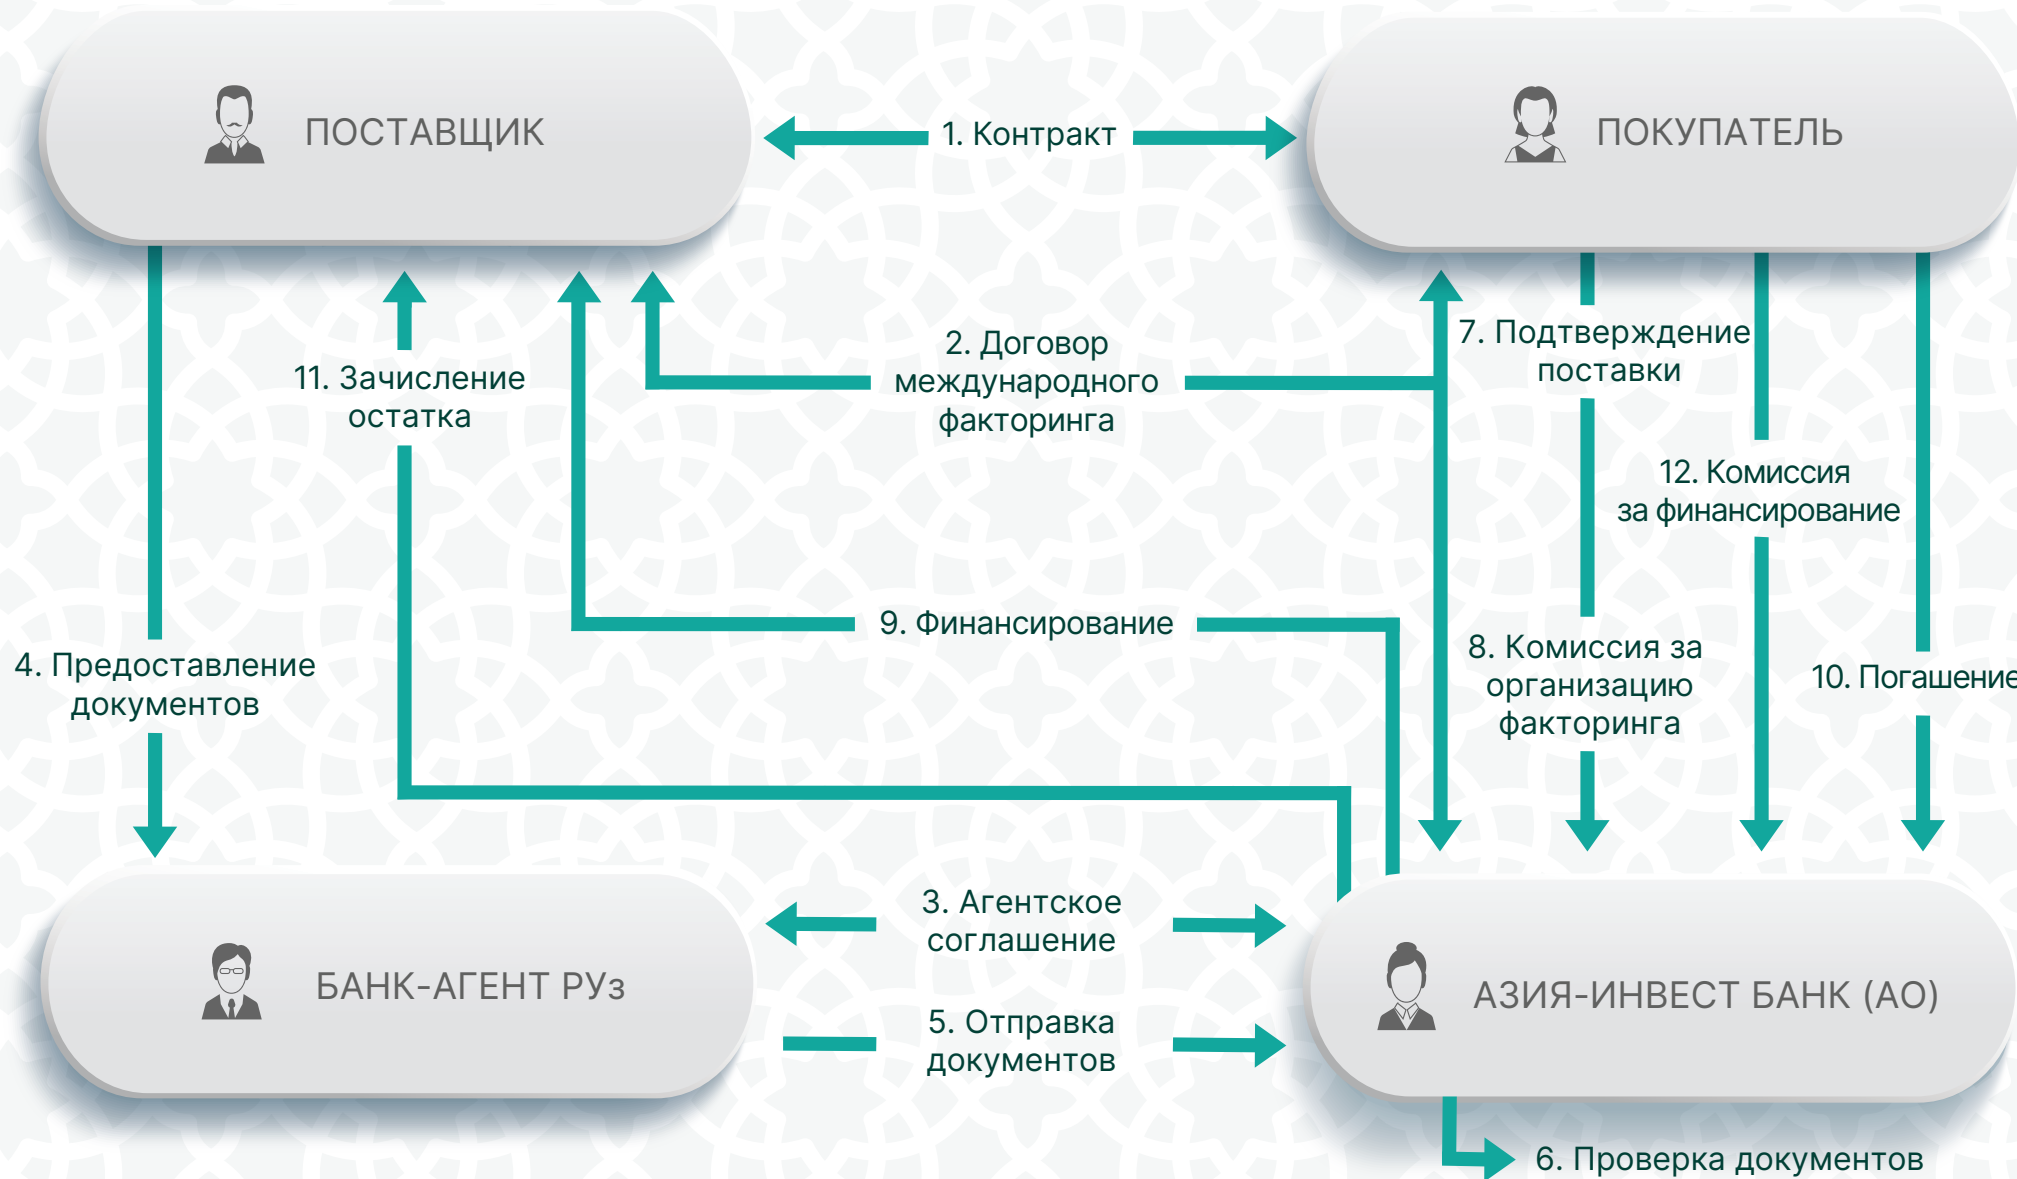 ПОСТАВЩИК
1. Контракт
ПОКУПАТЕЛЬ
2. Договор
международного
факторинга
7. Подтверждение
поставки
11. Зачисление
остатка
12. Комиссия
за финансирование
9. Финансирование
8. Комиссия за
организацию
факторинга
4. Предоставление
документов
10. Погашение
3. Агентское
соглашение
БАНК-АГЕНТ РУз
АЗИЯ-ИНВЕСТ БАНК (АО)
5. Отправка
документов
6. Проверка документов